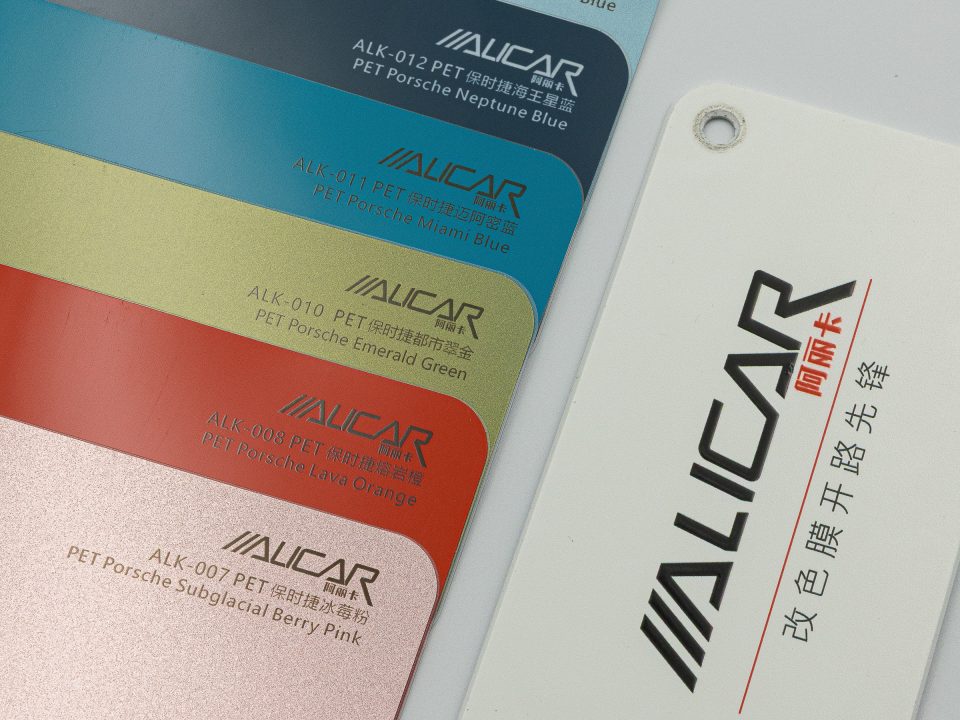 Blue
ALICAR
阿丽卡
ALK-012 PET 保时捷海王星蓝
PET Porsche Neptune Blue
ALICAR
阿丽卡
ALK-011 PET 保时捷迈阿密蓝
PET Porsche Miami Blue
ALICAR
阿丽卡
ALK-010 PET 保时捷都市翠金
PET Porsche Emerald Green
ALICAR
阿丽卡
ALK-008 PET 保时捷熔岩橙
PET Porsche Lava Orange
ALICAR
阿丽卡
ALK-007 PET 保时捷冰莓粉
PET Porsche Subglacial Berry Pink
ALICAR
阿丽卡
改色膜开路先锋